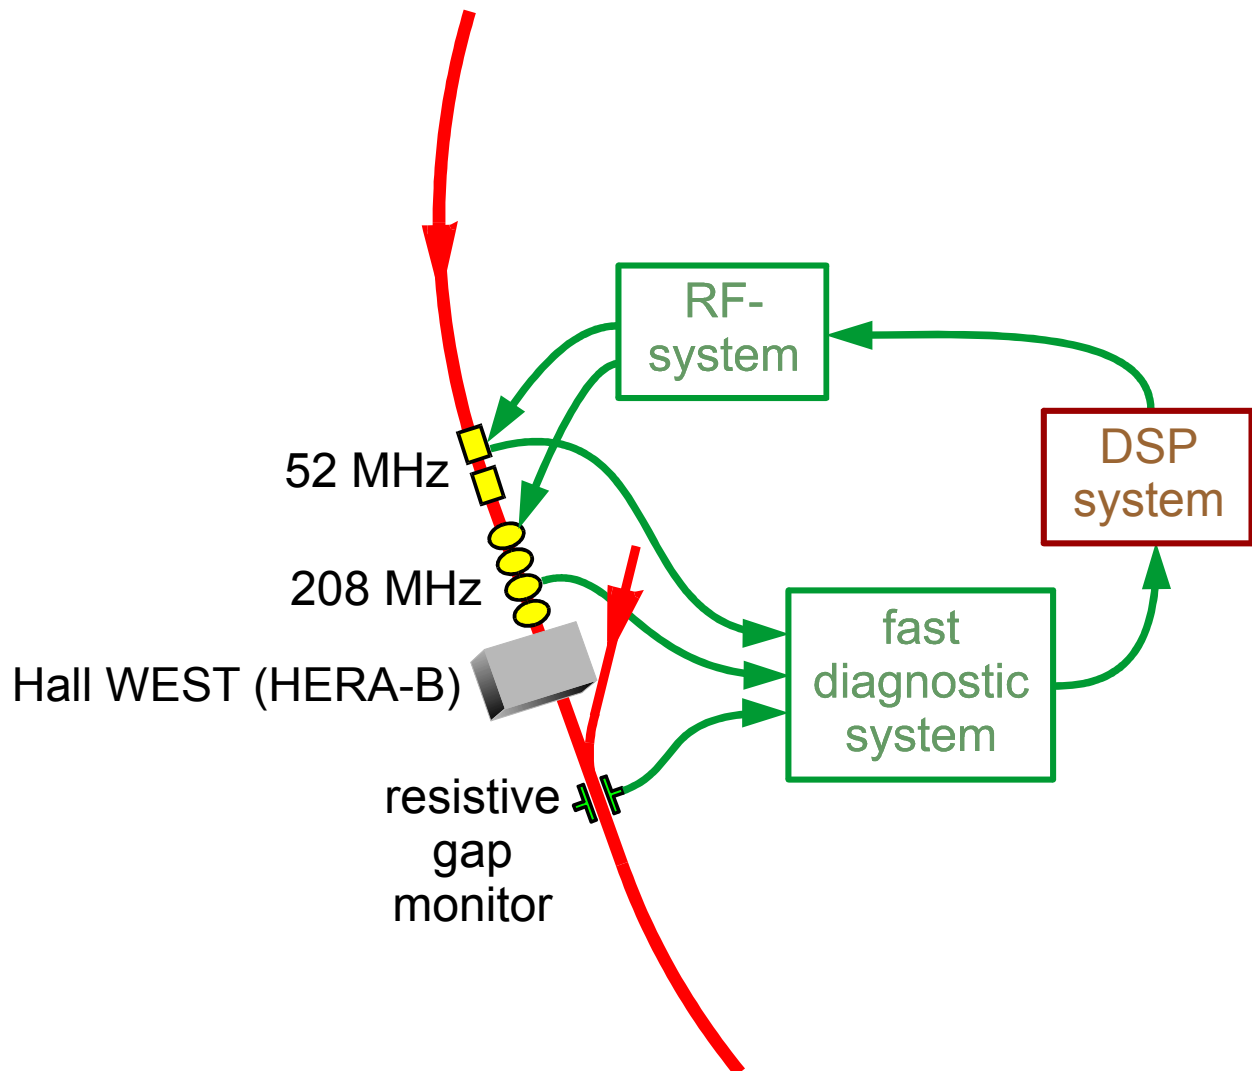 RF-
system
DSP
system
52 MHz
208 MHz
fast
diagnostic
system
Hall WEST (HERA-B)
resistive
gap
monitor